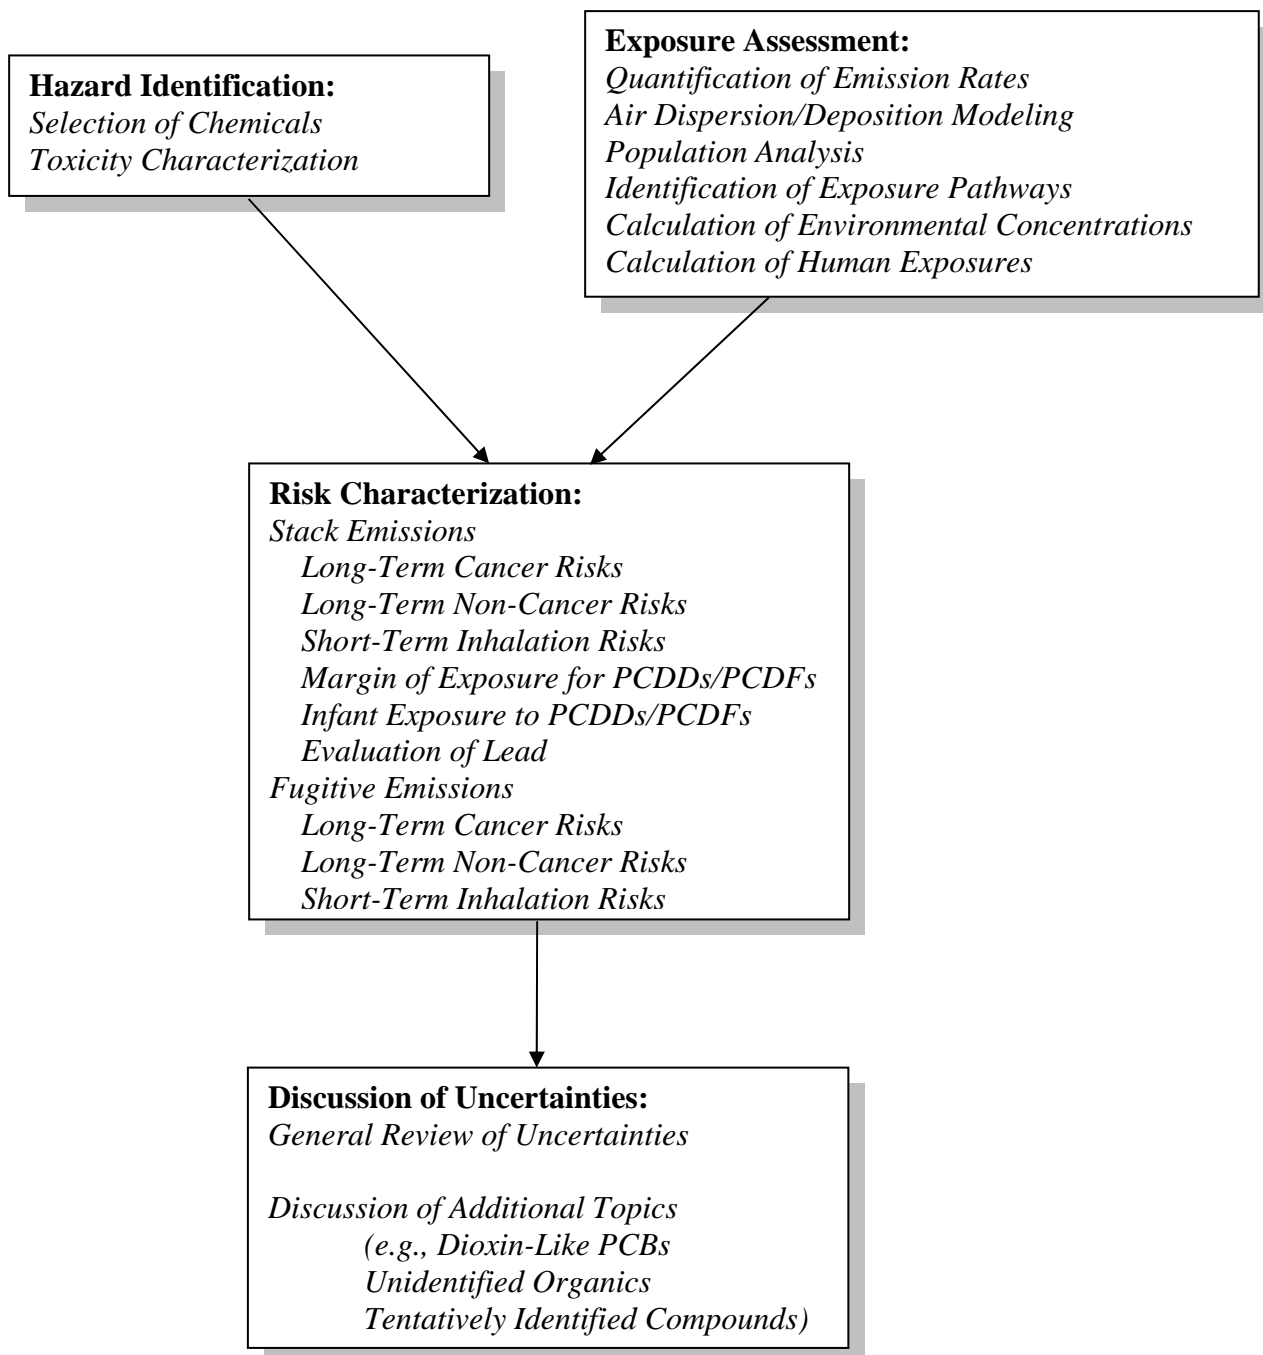 Hazard Identification:
Selection of Chemicals
Toxicity Characterization
Exposure Assessment:
Quantification of Emission Rates
Air Dispersion/Deposition Modeling
Population Analysis
Identification of Exposure Pathways
Calculation of Environmental Concentrations
Calculation of Human Exposures
Risk Characterization:
Stack Emissions
Long-Term Cancer Risks
Long-Term Non-Cancer Risks
Short-Term Inhalation Risks
Margin of Exposure for PCDDs/PCDFs
Infant Exposure to PCDDs/PCDFs
Evaluation of Lead
Fugitive Emissions
Long-Term Cancer Risks
Long-Term Non-Cancer Risks
Short-Term Inhalation Risks
Discussion of Uncertainties:
General Review of Uncertainties
Discussion of Additional Topics
(e.g., Dioxin-Like PCBs
Unidentified Organics
Tentatively Identified Compounds)